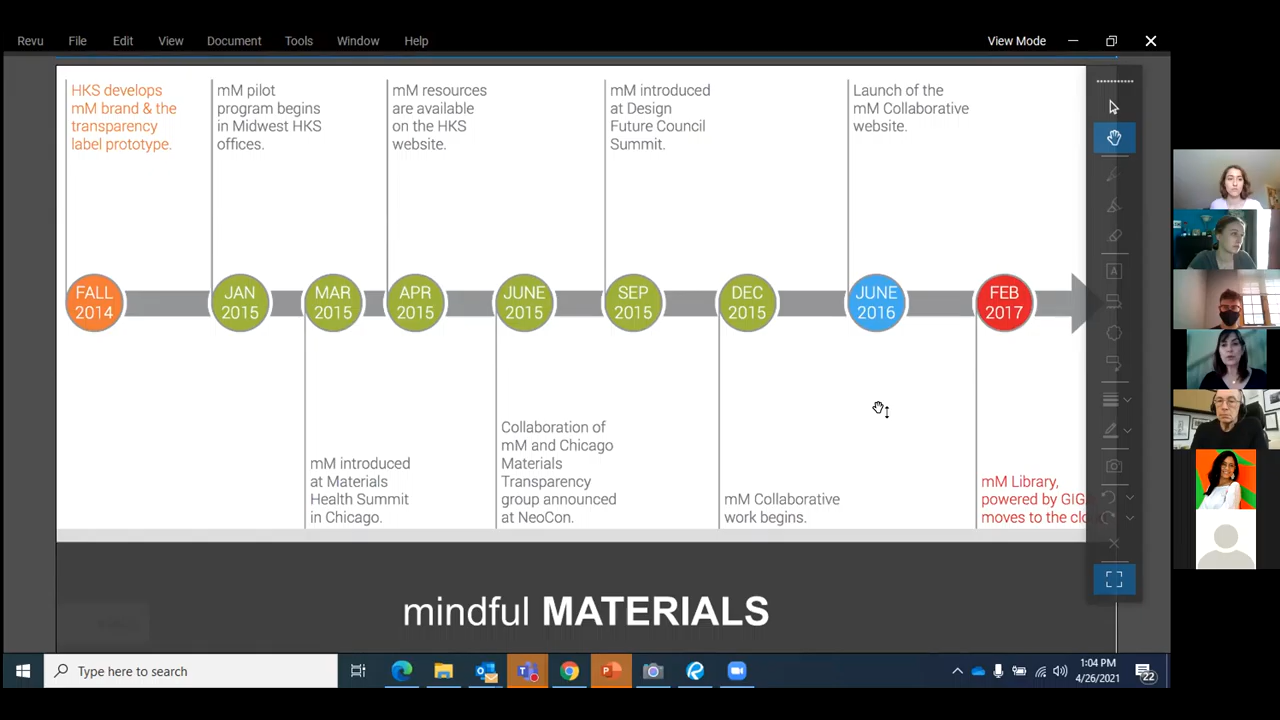 Revu File Edit View Document Tools Window Help View Mode
HKS develops
mM brand & the
transparency
label prototype.
mM pilot
program begins
in Midwest HKS
offices.
mM resources
are available
on the HKS
website.
mM introduced
at Design
Future Council
Summit.
Launch of the
mM Collaborative
website.
FALL
2014
JAN
2015
MAR
2015
APR
2015
JUNE
2015
SEP
2015
DEC
2015
JUNE
2016
FEB
2017
mM introduced
at Materials
Health Summit
in Chicago.
Collaboration of
mM and Chicago
Materials
Transparency
group announced
at NeoCon.
mM Collaborative
work begins.
mM Library,
powered by GIG
moves to the clo
mindful MATERIALS
Type here to search
1:04 PM
4/26/2021
22